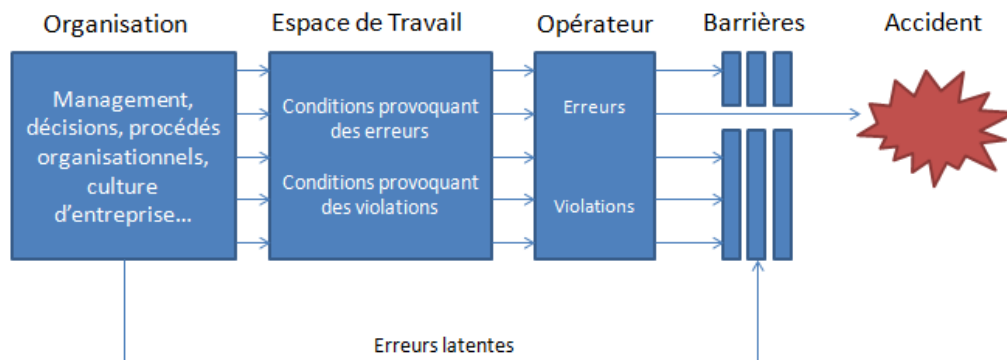 Organisation
Espace de Travail
Opérateur
Barrières
Accident
Management,
décisions, procédés
organisationnels,
culture
d’entreprise…
Conditions provoquant
des erreurs
Conditions provoquant
des violations
Erreurs
Violations
Erreurs latentes